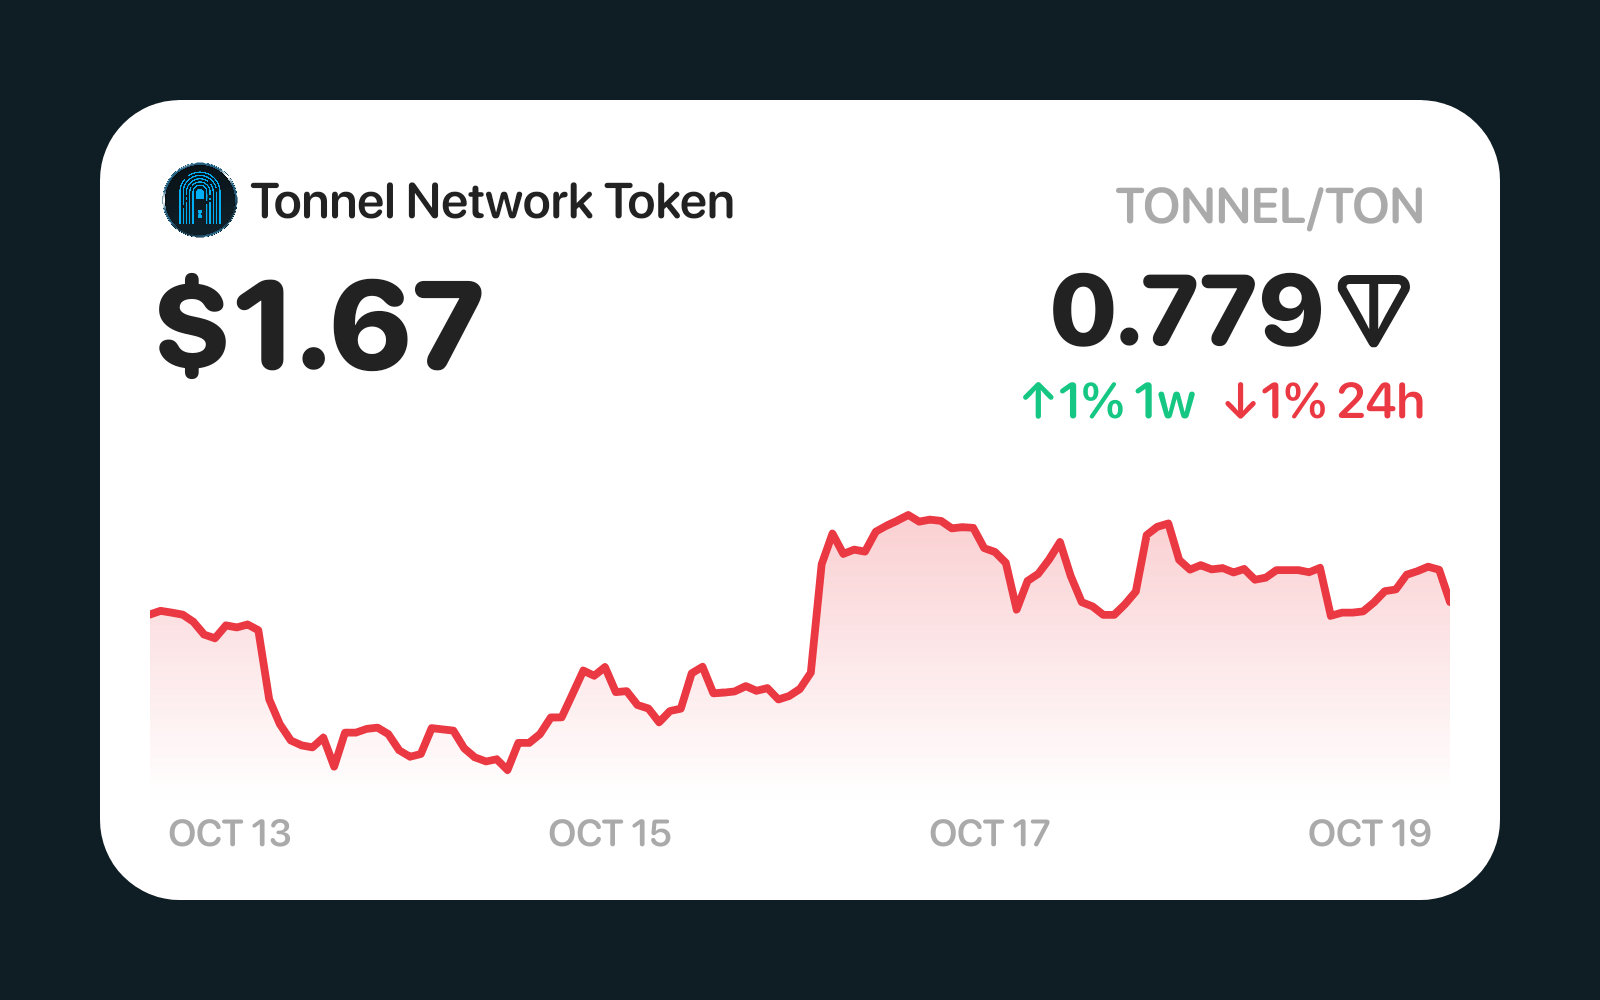 Tonnel Network Token
TONNEL/TON
$1.67
0.779
↑1% 1w ↓1% 24h
OCT 13 OCT 15 OCT 17 OCT 19